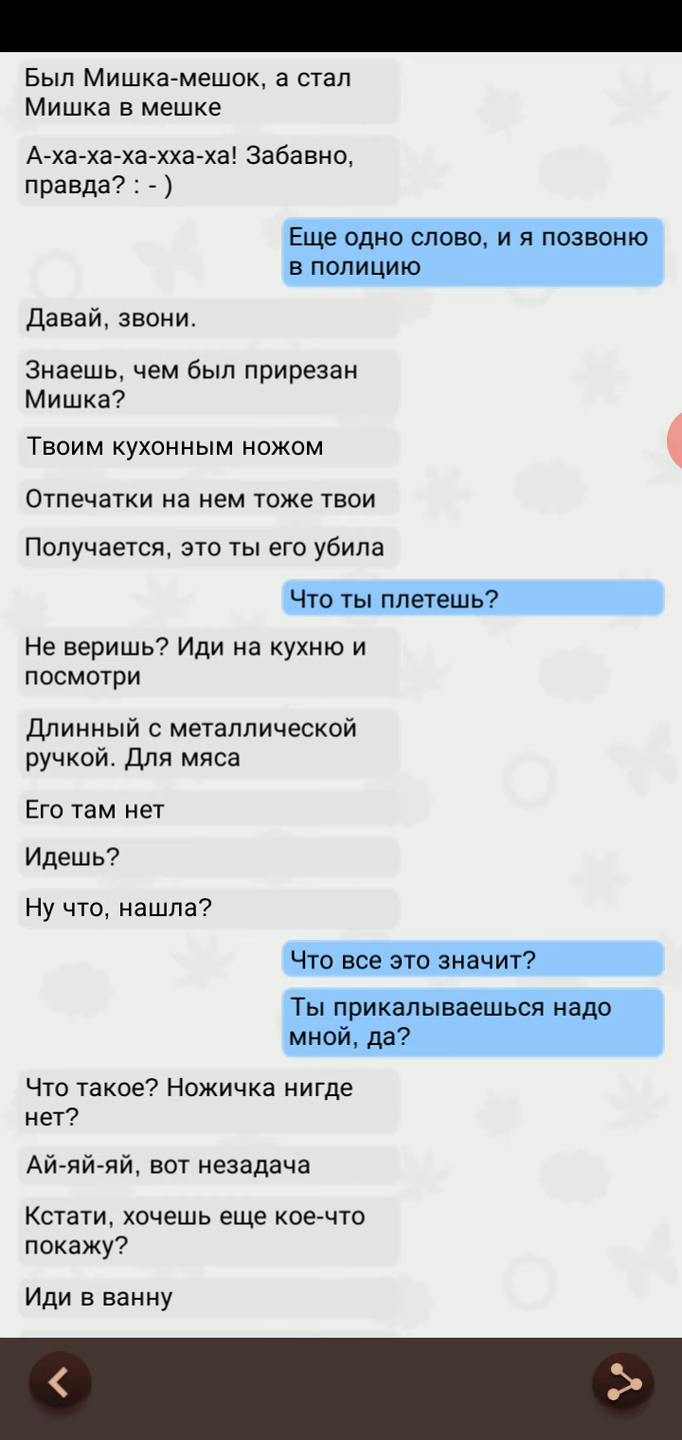 Был Мишка-мешок, а стал
Мишка в мешке
А-ха-ха-ха-хха-ха! Забавно,
правда? : - )
Еще одно слово, и я позвоню
в полицию
Давай, звони.
Знаешь, чем был прирезан
Мишка?
Твоим кухонным ножом
Отпечатки на нем тоже твои
Получается, это ты его убила
Что ты плетешь?
Не веришь? Иди на кухню и
посмотри
Длинный с металлической
ручкой. Для мяса
Его там нет
Идешь?
Ну что, нашла?
Что все это значит?
Ты прикалываешься надо
мной, да?
Что такое? Ножичка нигде
нет?
Ай-яй-яй, вот незадача
Кстати, хочешь еще кое-что
покажу?
Иди в ванну